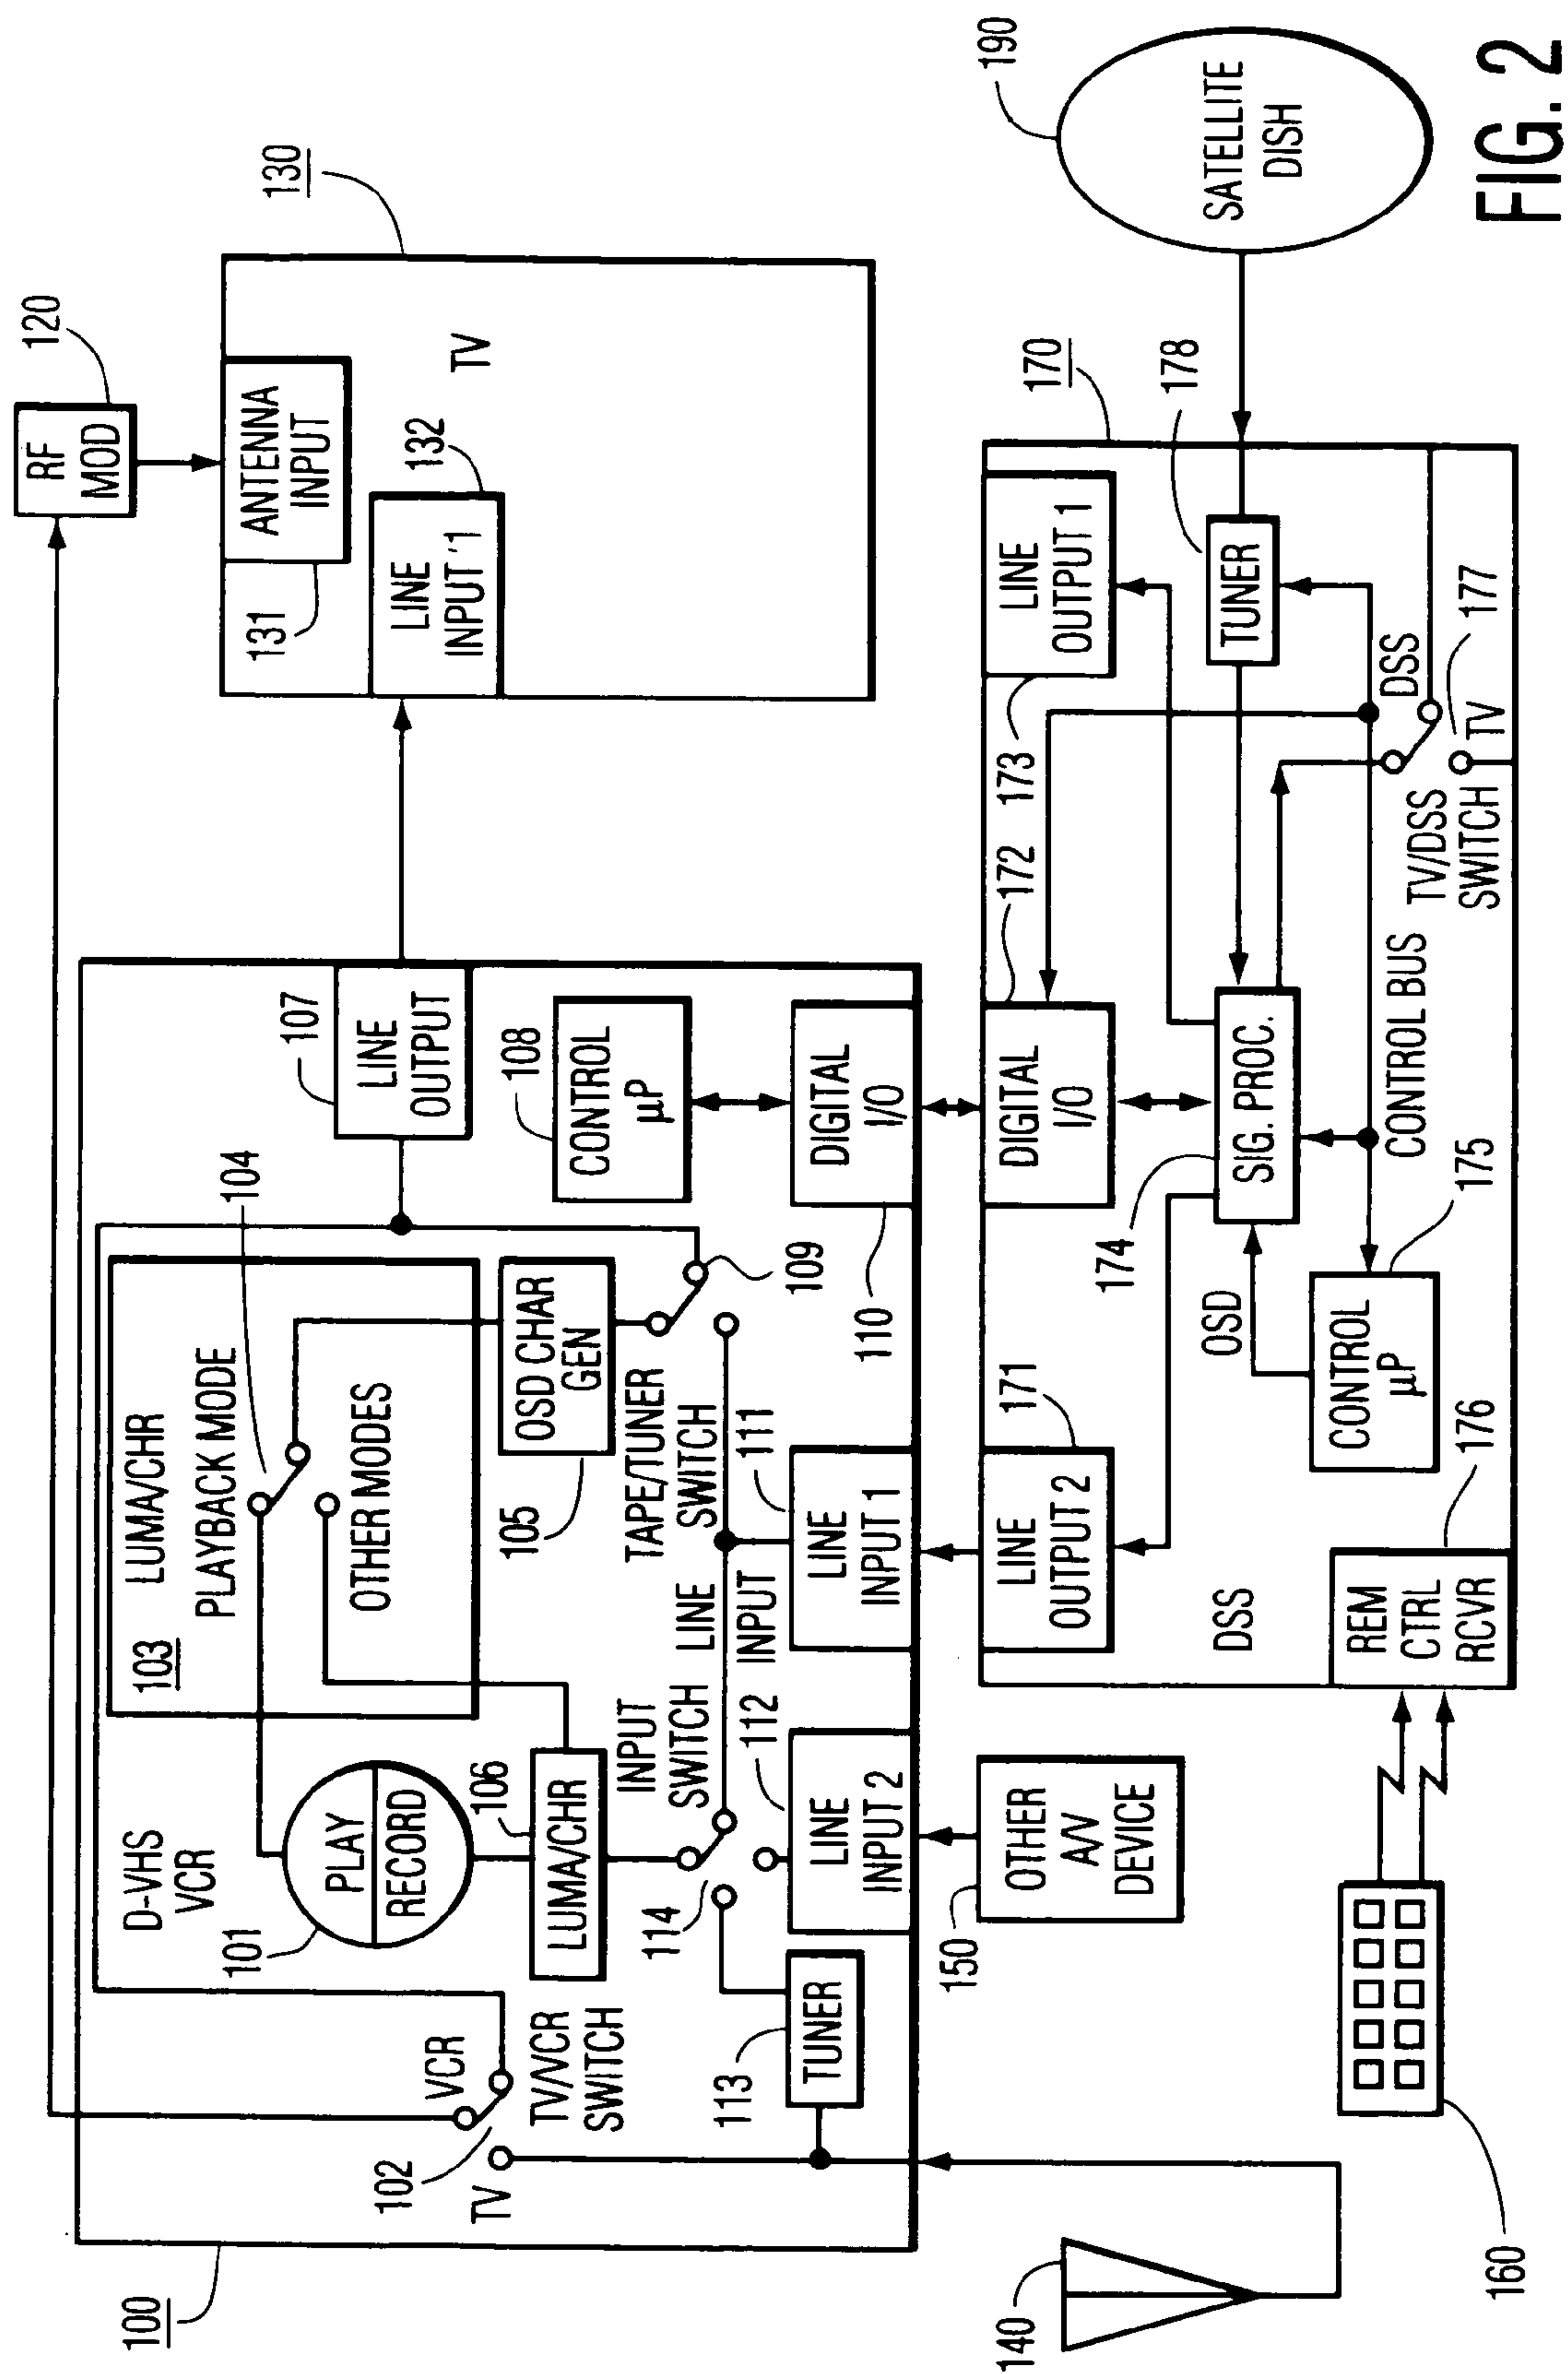 100
D-VHS
VCR
101
PLAY
RECORD
103
LUMA/CHR
PLAYBACK MODE
OTHER MODES
104
107
LINE
OUTPUT
120
RF
MOD
130
131
ANTENNA
INPUT
LINE
INPUT '1
132
TV
102
TV
VCR
TV/VCR
SWITCH
106
LUMA/CHR
INPUT
SWITCH
114
105
OSD CHAR
GEN
TAPE/TUNER
SWITCH
109
108
CONTROL
µP
113
TUNER
112
LINE
INPUT 2
LINE
INPUT
111
LINE
INPUT 1
110
DIGITAL
I/O
140
150
OTHER
A/V
DEVICE
160
170
171
LINE
OUTPUT 2
172
DIGITAL
I/O
173
LINE
OUTPUT 1
174
SIG. PROC.
178
TUNER
OSD
CONTROL
µP
175
CONTROL BUS
DSS
REM
CTRL
RCVR
176
TV/DSS
SWITCH
DSS
TV
177
190
SATELLITE
DISH
FIG. 2